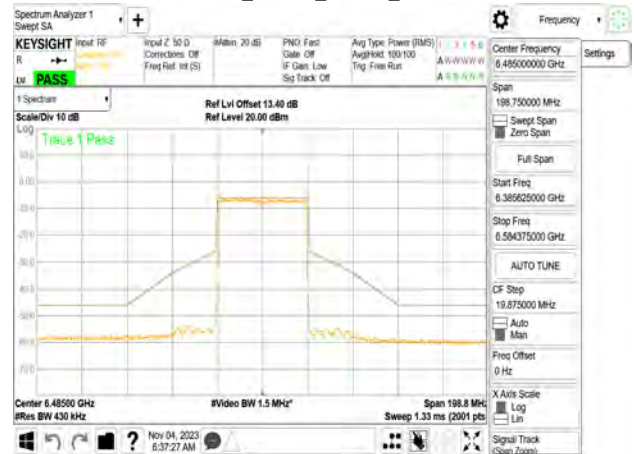 Spectrum Analyzer 1
Swept SA
+
Frequency
KEYSIGHT Input: RF
R
LV PASS
Input Z: 50 Ω
Corrections: Off
Freq Ref: Int (S)
#Atten: 20 dB
PNO: Fast
Gate: Off
IF Gain: Low
Sig Track: Off
Avg Type: Power (RMS)
Avg|Hold: 100/100
Trig: Free Run
Center Frequency
6.485000000 GHz
Settings
Span
198.750000 MHz
Swept Span
Zero Span
Full Span
Start Freq
6.385625000 GHz
Stop Freq
6.584375000 GHz
AUTO TUNE
CF Step
19.875000 MHz
Auto
Man
Freq Offset
0 Hz
X Axis Scale
Log
Lin
Signal Track
(Span Zoom)
1 Spectrum
Scale/Div 10 dB
Log
Ref Lvl Offset 13.40 dB
Ref Level 20.00 dBm
Trace 1 Pass
Center 6.48500 GHz
#Res BW 430 kHz
#Video BW 1.5 MHz*
Span 198.8 MHz
Sweep 1.33 ms (2001 pts
?
Nov 04, 2023
6:37:27 AM